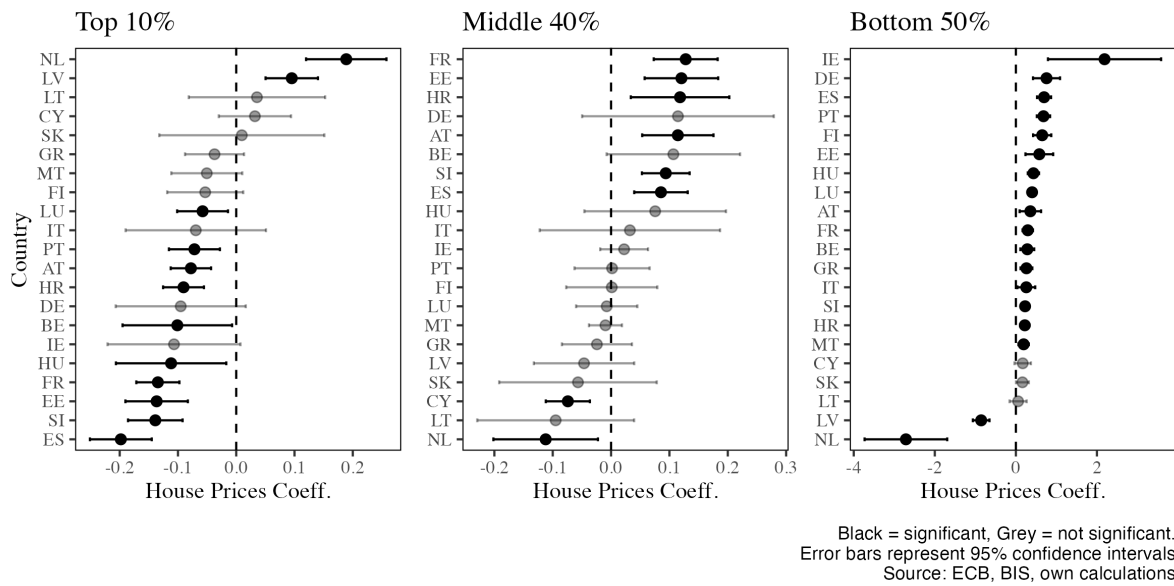 Top 10%
Middle 40%
Bottom 50%
Country
NL
LV
LT
CY
SK
GR
MT
FI
LU
IT
PT
AT
HR
DE
BE
IE
HU
FR
EE
SI
ES
-0.2 -0.1 0.0 0.1 0.2
House Prices Coeff.
FR
EE
HR
DE
AT
BE
SI
ES
HU
IT
IE
PT
FI
LU
MT
GR
LV
SK
CY
LT
NL
-0.2 -0.1 0.0 0.1 0.2 0.3
House Prices Coeff.
IE
DE
ES
PT
FI
EE
HU
LU
AT
FR
BE
GR
IT
SI
HR
MT
CY
SK
LT
LV
NL
-4 -2 0 2
House Prices Coeff.
Black = significant, Grey = not significant.
Error bars represent 95% confidence intervals
Source: ECB, BIS, own calculations